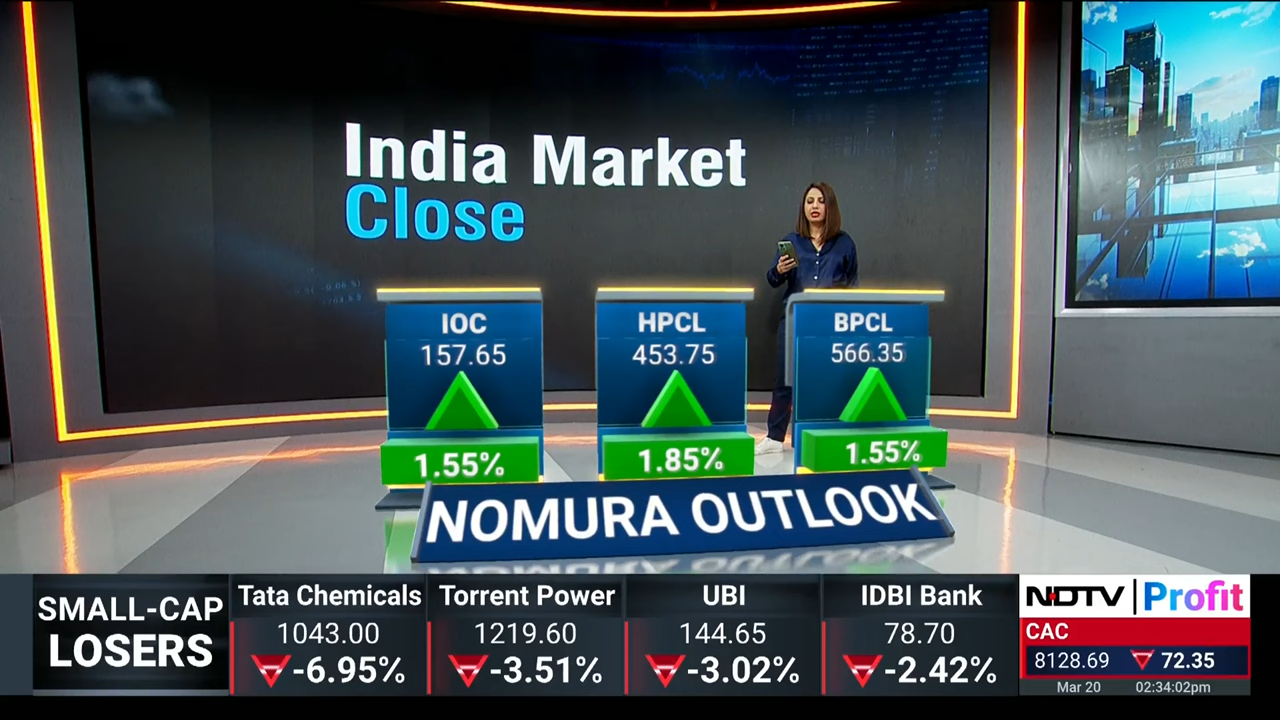 India Market
Close
IOC
157.65
1.55%
HPCL
453.75
1.85%
BPCL
566.35
1.55%
NOMURA OUTLOOK
SMALL-CAP
LOSERS
Tata Chemicals
1043.00
-6.95%
Torrent Power
1219.60
-3.51%
UBI
144.65
-3.02%
IDBI Bank
78.70
-2.42%
NDTV | Profit
CAC
8128.69 72.35
Mar 20 02:34:02pm